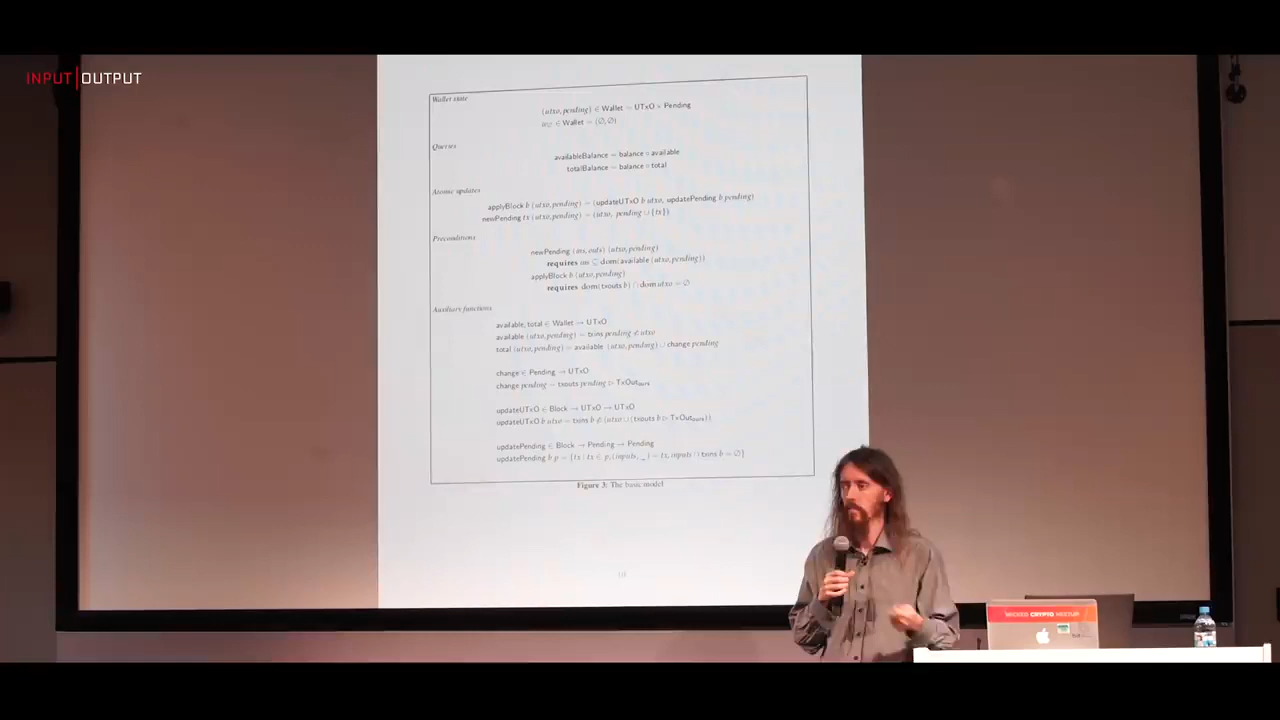 INPUT | OUTPUT
Wallet state
(utxo, pending) ∈ Wallet = UTxO × Pending
w∅ ∈ Wallet = (∅, ∅)
Queries
availableBalance = balance ∘ available
totalBalance = balance ∘ total
Atomic updates
applyBlock b (utxo, pending) = (updateUTxO b utxo, updatePending b pending)
newPending tx (utxo, pending) = (utxo, pending ∪ {tx})
Preconditions
newPending (ins, outs) (utxo, pending)
requires ins ⊆ dom(available (utxo, pending))
applyBlock b (utxo, pending)
requires dom(txouts b) ∩ dom utxo = ∅
Auxiliary functions
available, total ∈ Wallet → UTxO
available (utxo, pending) = txins pending ⋪ utxo
total (utxo, pending) = available (utxo, pending) ∪ change pending
change ∈ Pending → UTxO
change pending = txouts pending ▷ TxOut_ours
updateUTxO ∈ Block → UTxO → UTxO
updateUTxO b utxo = txins b ⋪ (utxo ∪ (txouts b ▷ TxOut_ours))
updatePending ∈ Block → Pending → Pending
updatePending b p = {tx | tx ∈ p, (inputs, _) = tx, inputs ∩ txins b = ∅}
Figure 3: The basic model
WICKED CRYPTO MEETUP